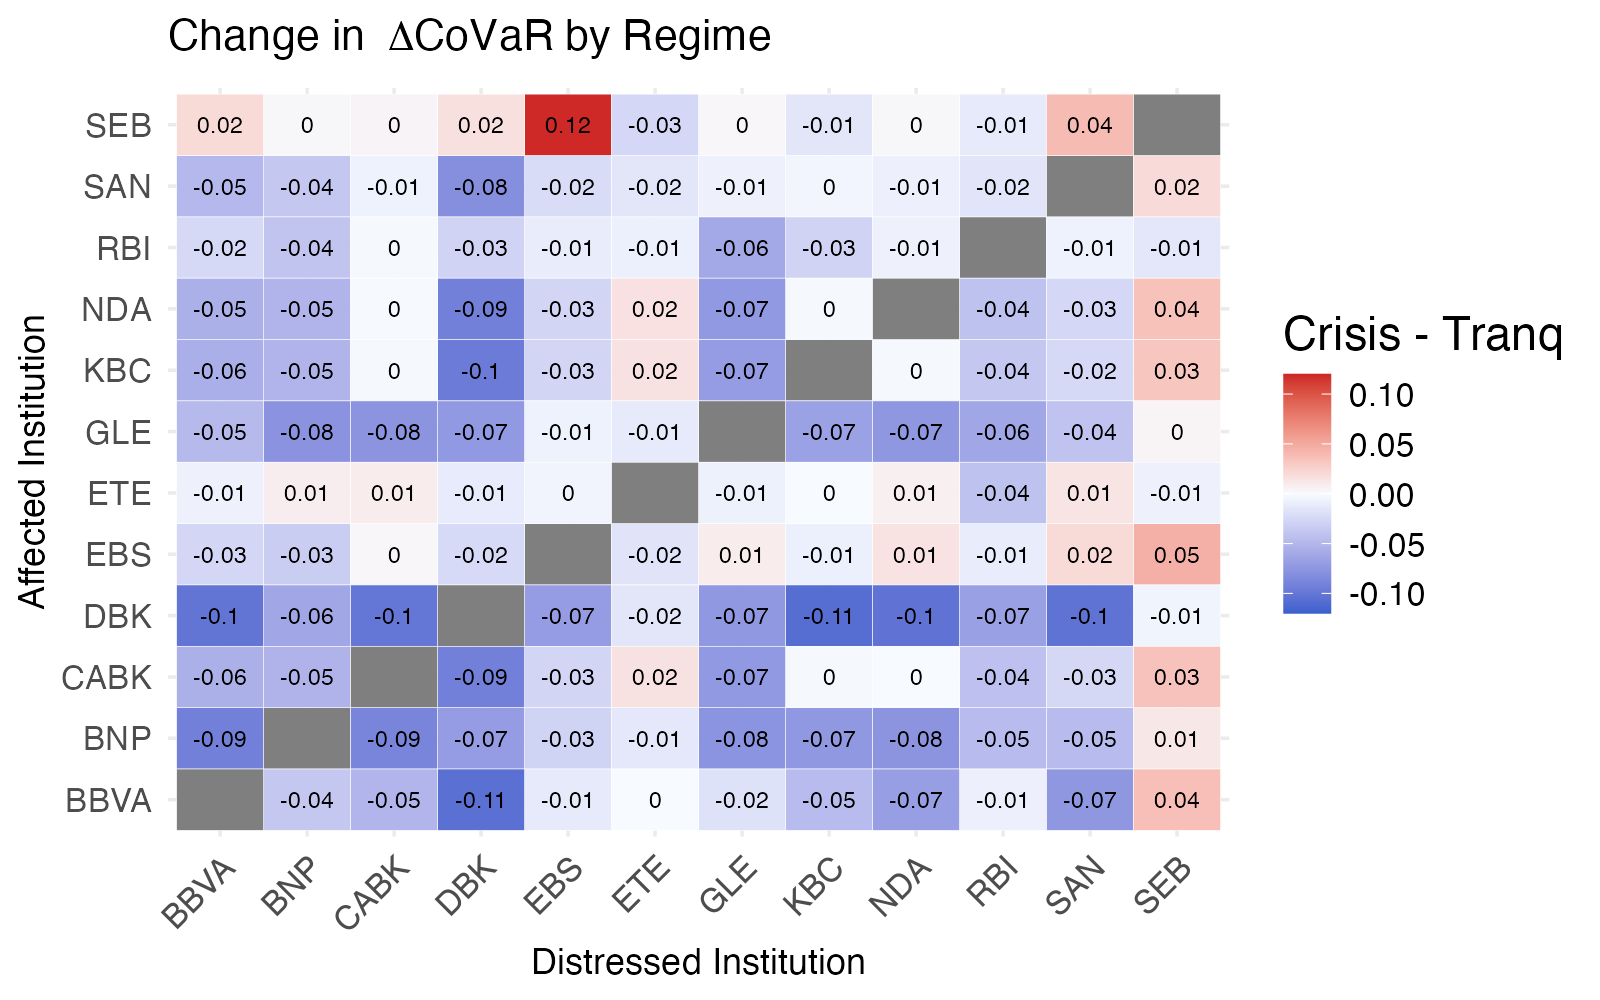 Change in ΔCoVaR by Regime
SEB 0.02 0 0 0.02 0.12 -0.03 0 -0.01 0 -0.01 0.04
SAN -0.05 -0.04 -0.01 -0.08 -0.02 -0.02 -0.01 0 -0.01 -0.02 0.02
RBI -0.02 -0.04 0 -0.03 -0.01 -0.01 -0.06 -0.03 -0.01 -0.01 -0.01
NDA -0.05 -0.05 0 -0.09 -0.03 0.02 -0.07 0 -0.04 -0.03 0.04
KBC -0.06 -0.05 0 -0.1 -0.03 0.02 -0.07 0 -0.04 -0.02 0.03
GLE -0.05 -0.08 -0.08 -0.07 -0.01 -0.01 -0.07 -0.07 -0.06 -0.04 0
ETE -0.01 0.01 0.01 -0.01 0 -0.01 0 0.01 -0.04 0.01 -0.01
EBS -0.03 -0.03 0 -0.02 -0.02 0.01 -0.01 0.01 -0.01 0.02 0.05
DBK -0.1 -0.06 -0.1 -0.07 -0.02 -0.07 -0.11 -0.1 -0.07 -0.1 -0.01
CABK -0.06 -0.05 -0.09 -0.03 0.02 -0.07 0 0 -0.04 -0.03 0.03
BNP -0.09 -0.09 -0.07 -0.03 -0.01 -0.08 -0.07 -0.08 -0.05 -0.05 0.01
BBVA -0.04 -0.05 -0.11 -0.01 0 -0.02 -0.05 -0.07 -0.01 -0.07 0.04
BBVA BNP CABK DBK EBS ETE GLE KBC NDA RBI SAN SEB
Distressed Institution
Affected Institution
Crisis - Tranq
0.10
0.05
0.00
-0.05
-0.10